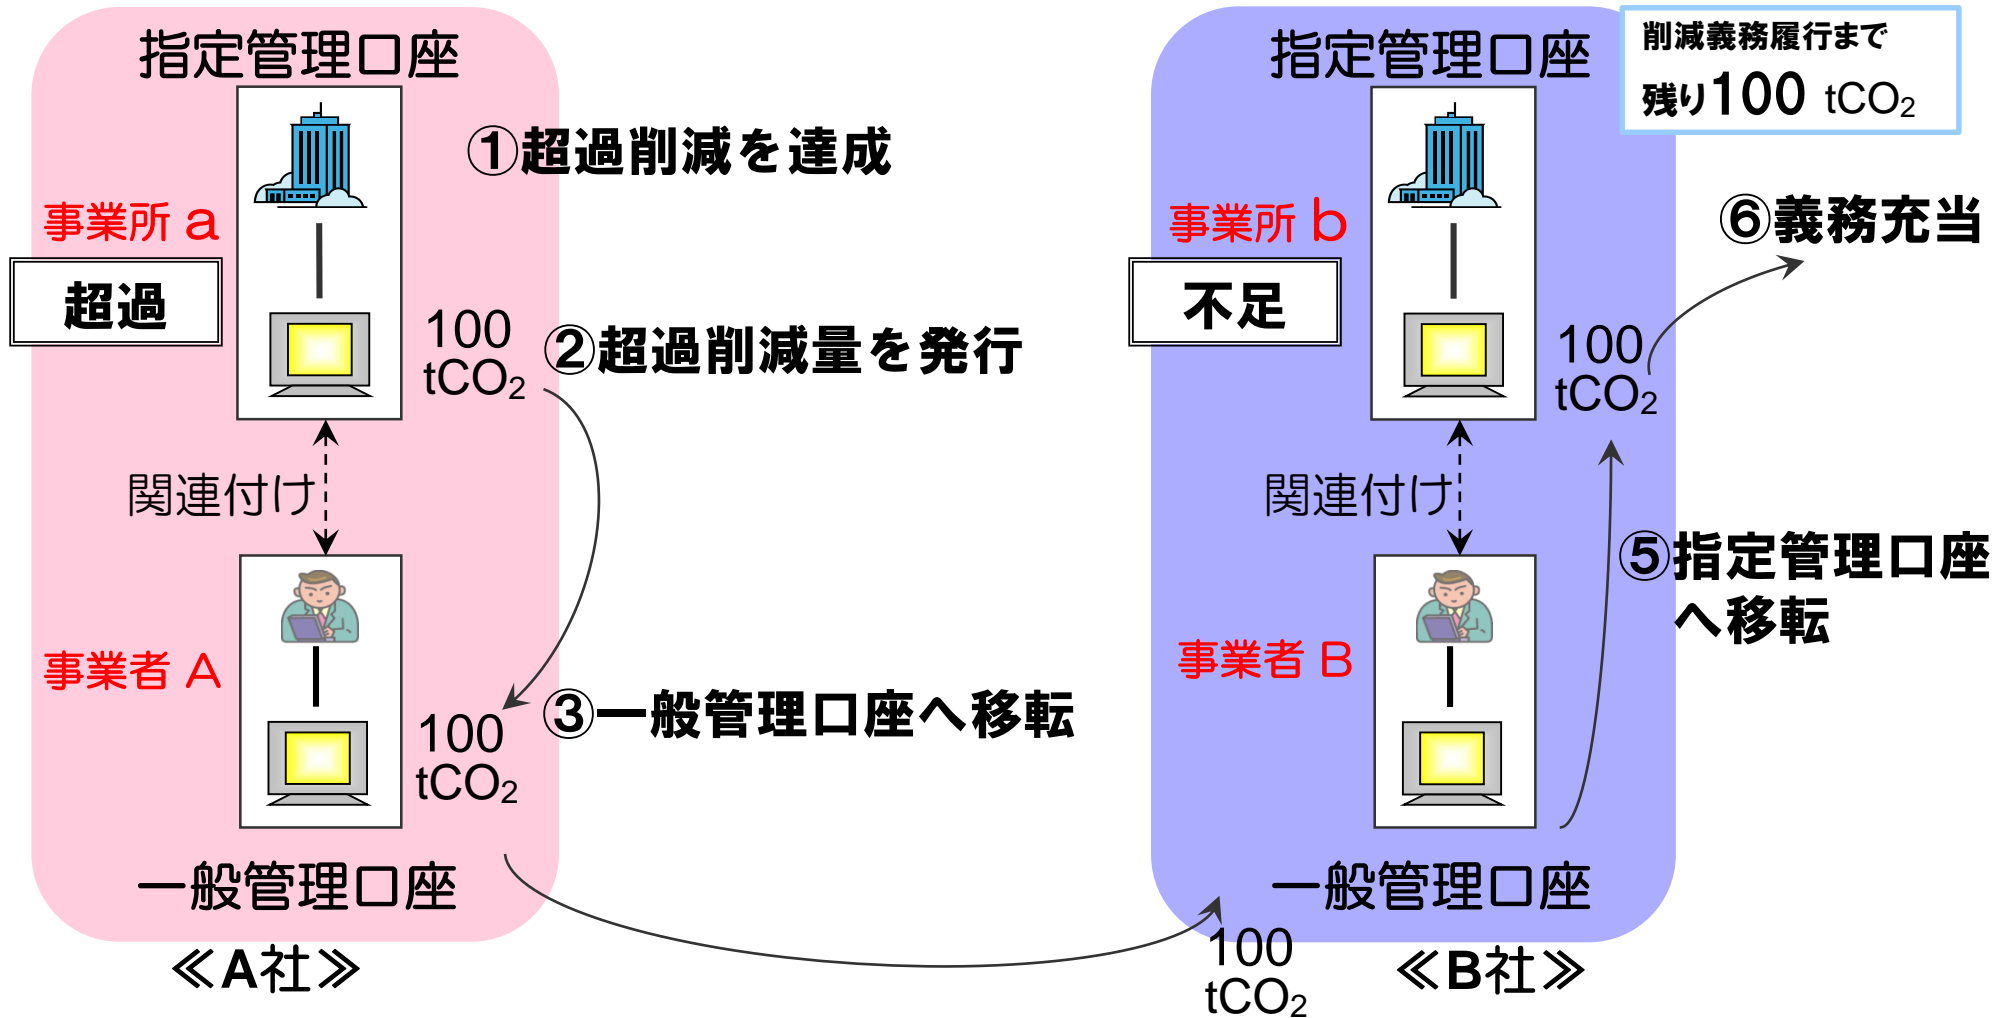 指定管理口座
①超過削減を達成
事業所 a
超過
100
tCO2
②超過削減量を発行
関連付け
事業者 A
100
tCO2
③一般管理口座へ移転
一般管理口座
≪A社≫
指定管理口座
削減義務履行まで
残り100 tCO2
事業所 b
不足
⑥義務充当
100
tCO2
関連付け
⑤指定管理口座
へ移転
事業者 B
一般管理口座
100
tCO2
≪B社≫